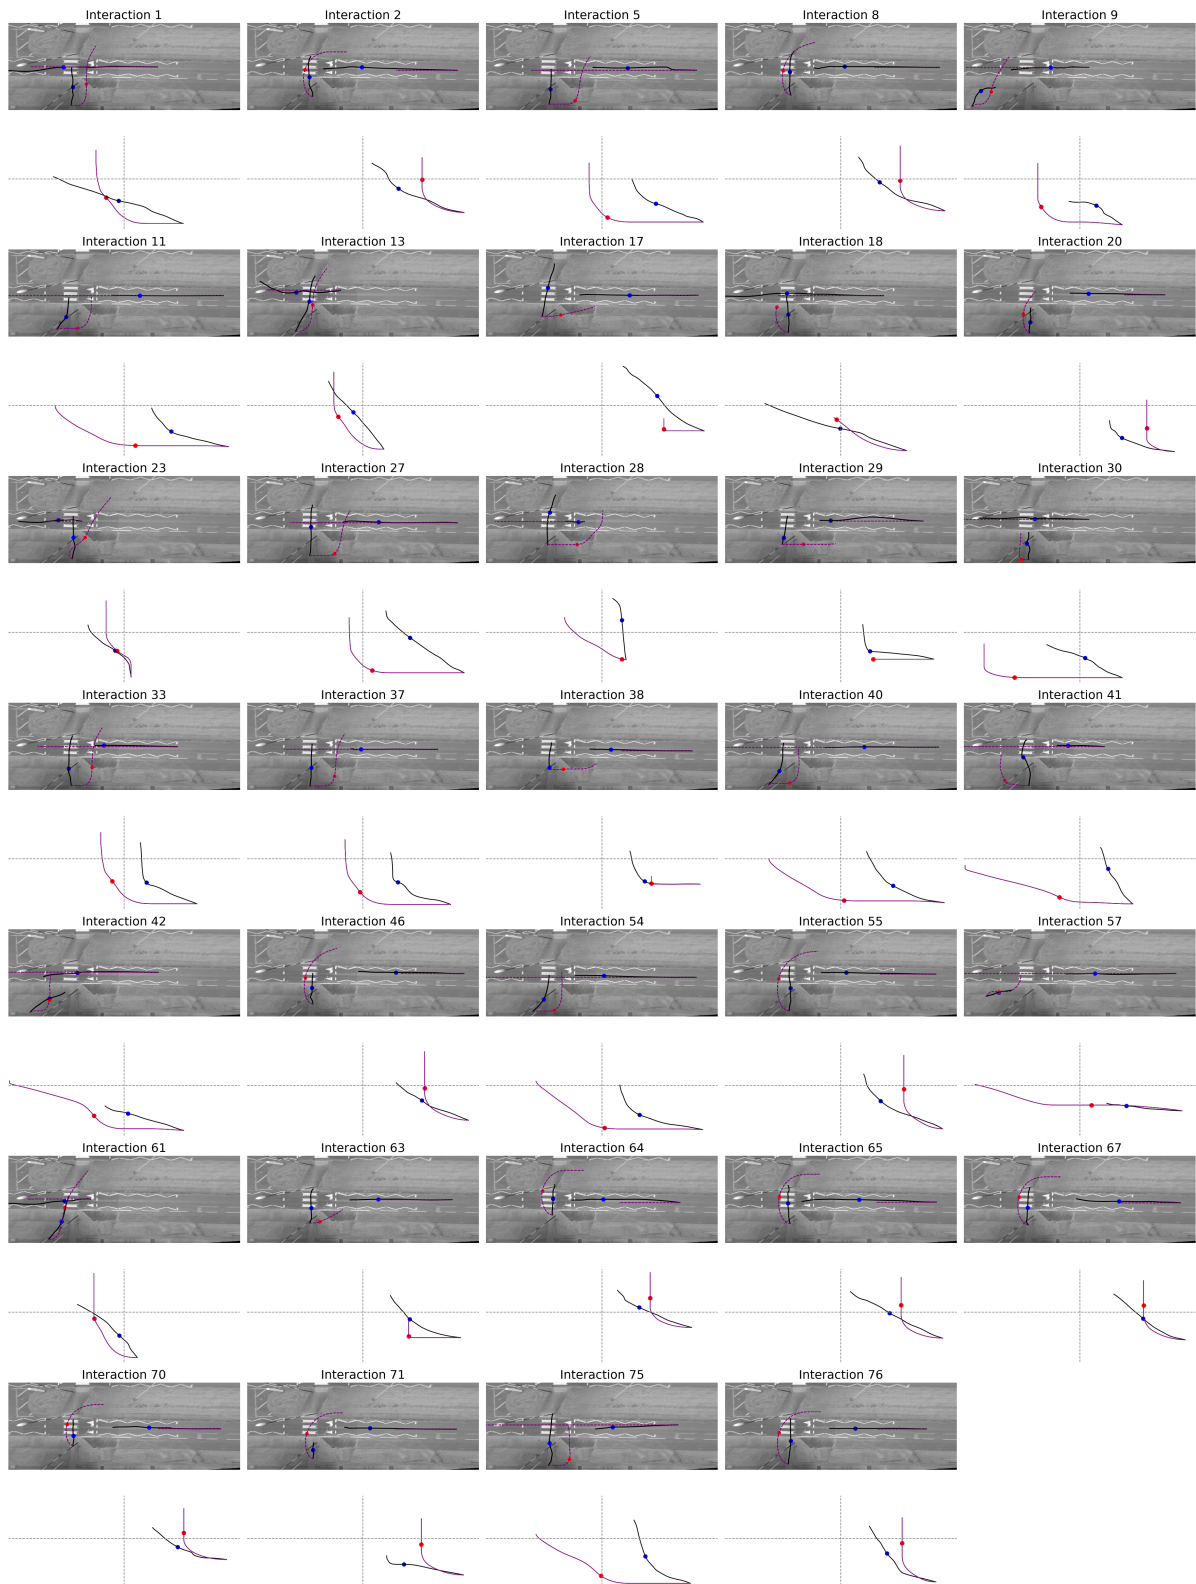 Interaction 1
Interaction 2
Interaction 5
Interaction 8
Interaction 9
Interaction 11
Interaction 13
Interaction 17
Interaction 18
Interaction 20
Interaction 23
Interaction 27
Interaction 28
Interaction 29
Interaction 30
Interaction 33
Interaction 37
Interaction 38
Interaction 40
Interaction 41
Interaction 42
Interaction 46
Interaction 54
Interaction 55
Interaction 57
Interaction 61
Interaction 63
Interaction 64
Interaction 65
Interaction 67
Interaction 70
Interaction 71
Interaction 75
Interaction 76